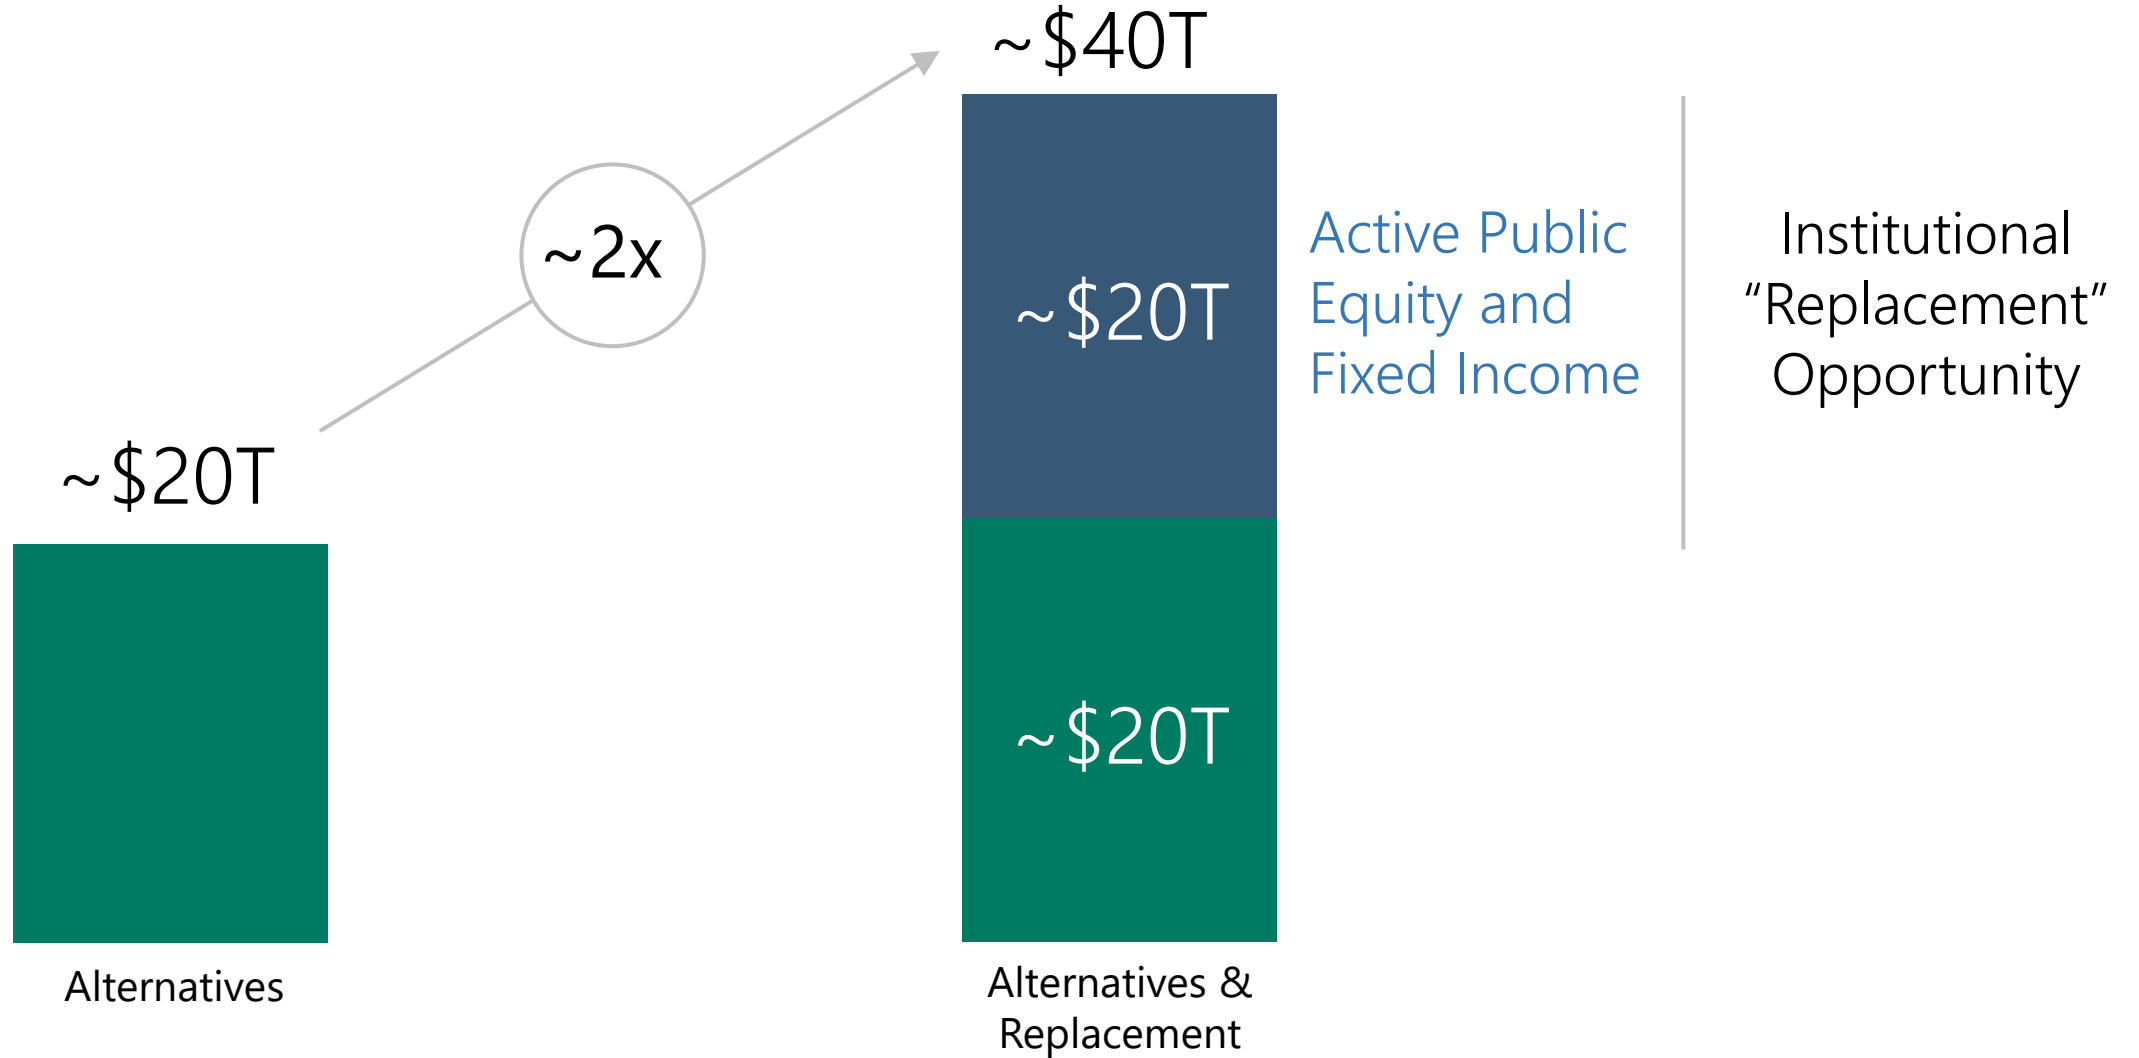 ~$40T
~2x
~$20T
~$20T
Active Public
Equity and
Fixed Income
Institutional
“Replacement”
Opportunity
~$20T
Alternatives
Alternatives &
Replacement